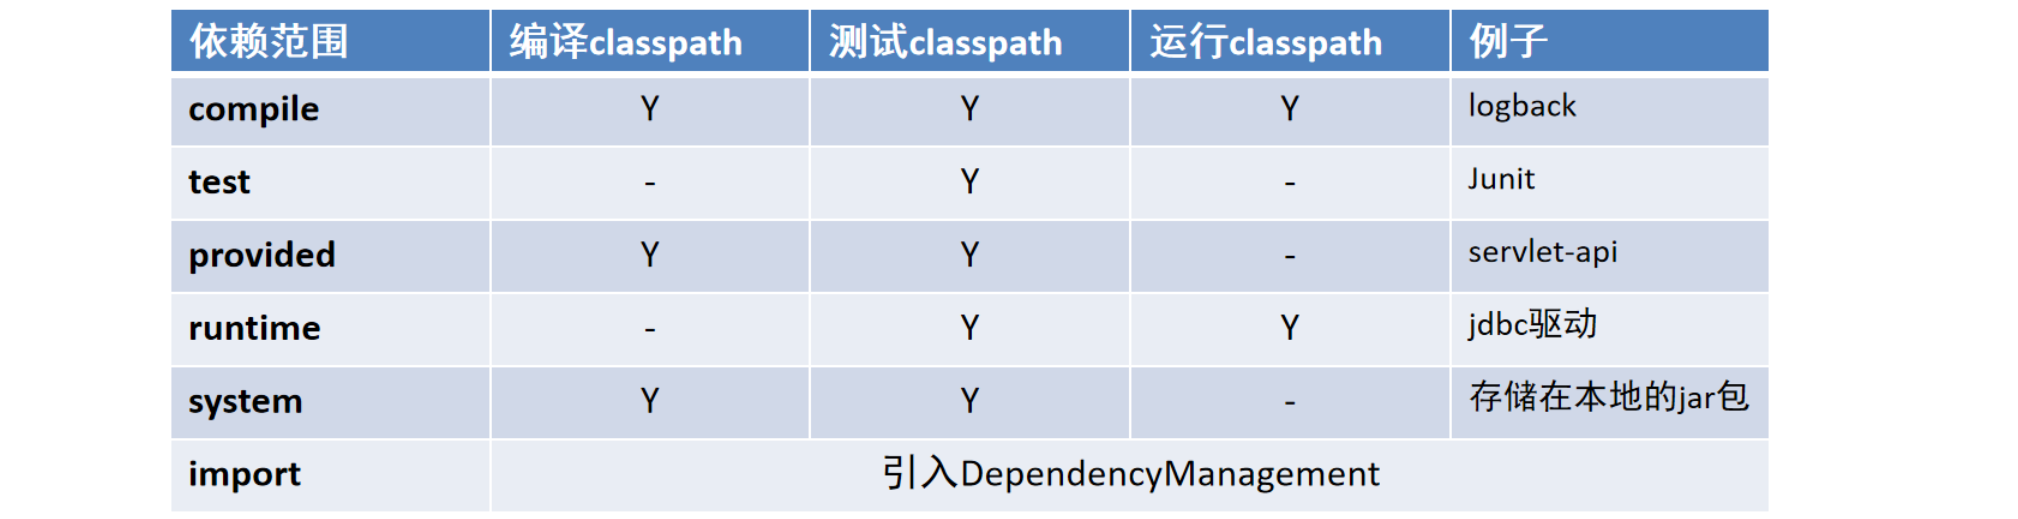 依赖范围 编译classpath 测试classpath 运行classpath 例子
compile Y Y Y logback
test - Y - Junit
provided Y Y - servlet-api
runtime - Y Y jdbc驱动
system Y Y - 存储在本地的jar包
import 引入DependencyManagement